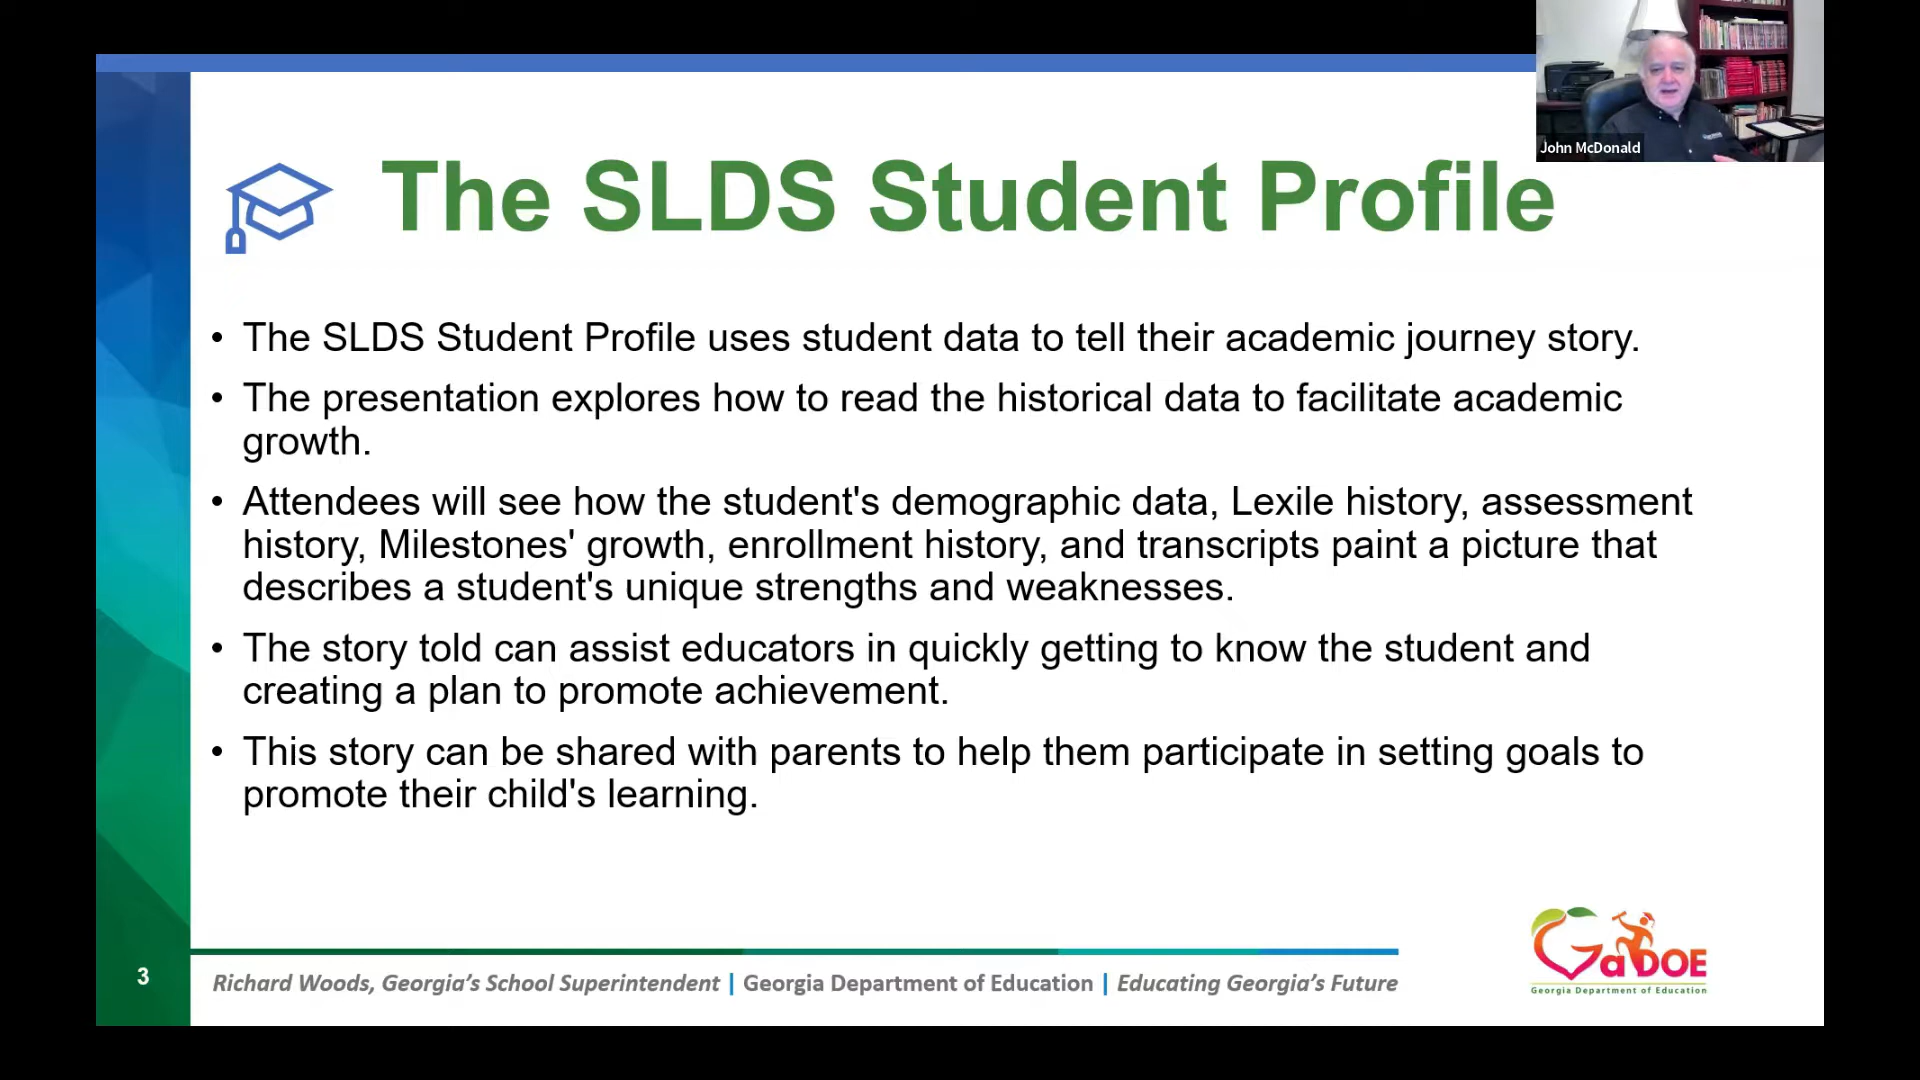 John McDonald
The SLDS Student Profile
• The SLDS Student Profile uses student data to tell their academic journey story.
• The presentation explores how to read the historical data to facilitate academic
growth.
• Attendees will see how the student's demographic data, Lexile history, assessment
history, Milestones' growth, enrollment history, and transcripts paint a picture that
describes a student's unique strengths and weaknesses.
• The story told can assist educators in quickly getting to know the student and
creating a plan to promote achievement.
• This story can be shared with parents to help them participate in setting goals to
promote their child's learning.
3
Richard Woods, Georgia’s School Superintendent | Georgia Department of Education | Educating Georgia’s Future
GaDOE
Georgia Department of Education